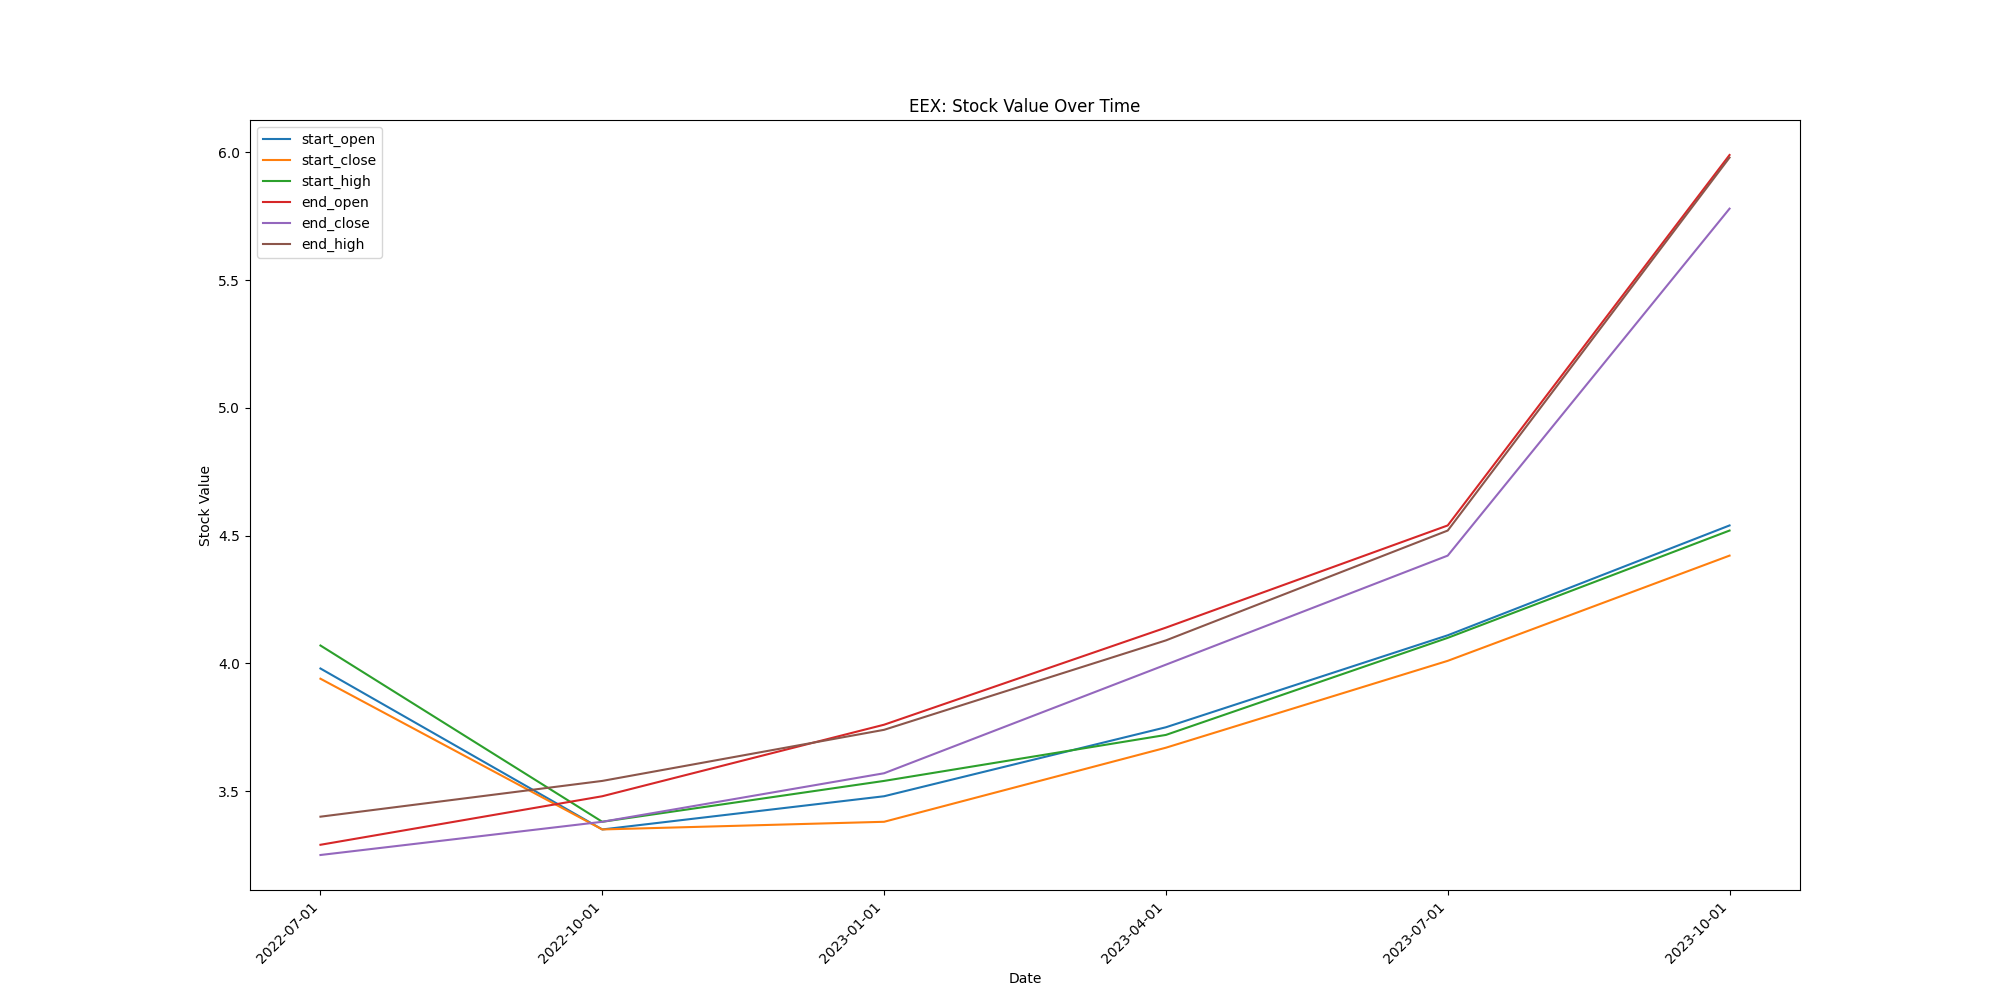 EEX: Stock Value Over Time
start_open
start_close
start_high
end_open
end_close
end_high
6.0
5.5
5.0
4.5
4.0
3.5
Stock Value
2022-07-01
2022-10-01
2023-01-01
2023-04-01
2023-07-01
2023-10-01
Date